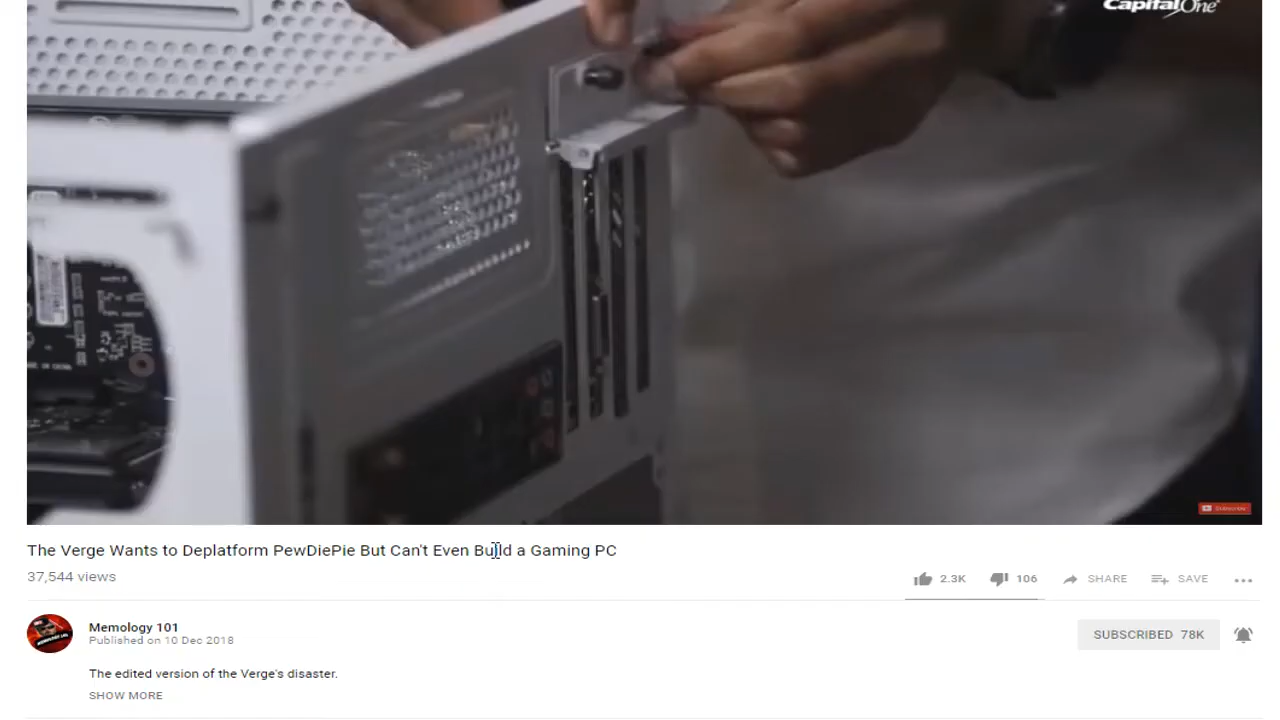 Capital One
The Verge Wants to Deplatform PewDiePie But Can't Even Build a Gaming PC
37,544 views
2.3K 106 SHARE SAVE ...
Memology 101
Published on 10 Dec 2018
SUBSCRIBED 78K
The edited version of the Verge's disaster.
SHOW MORE